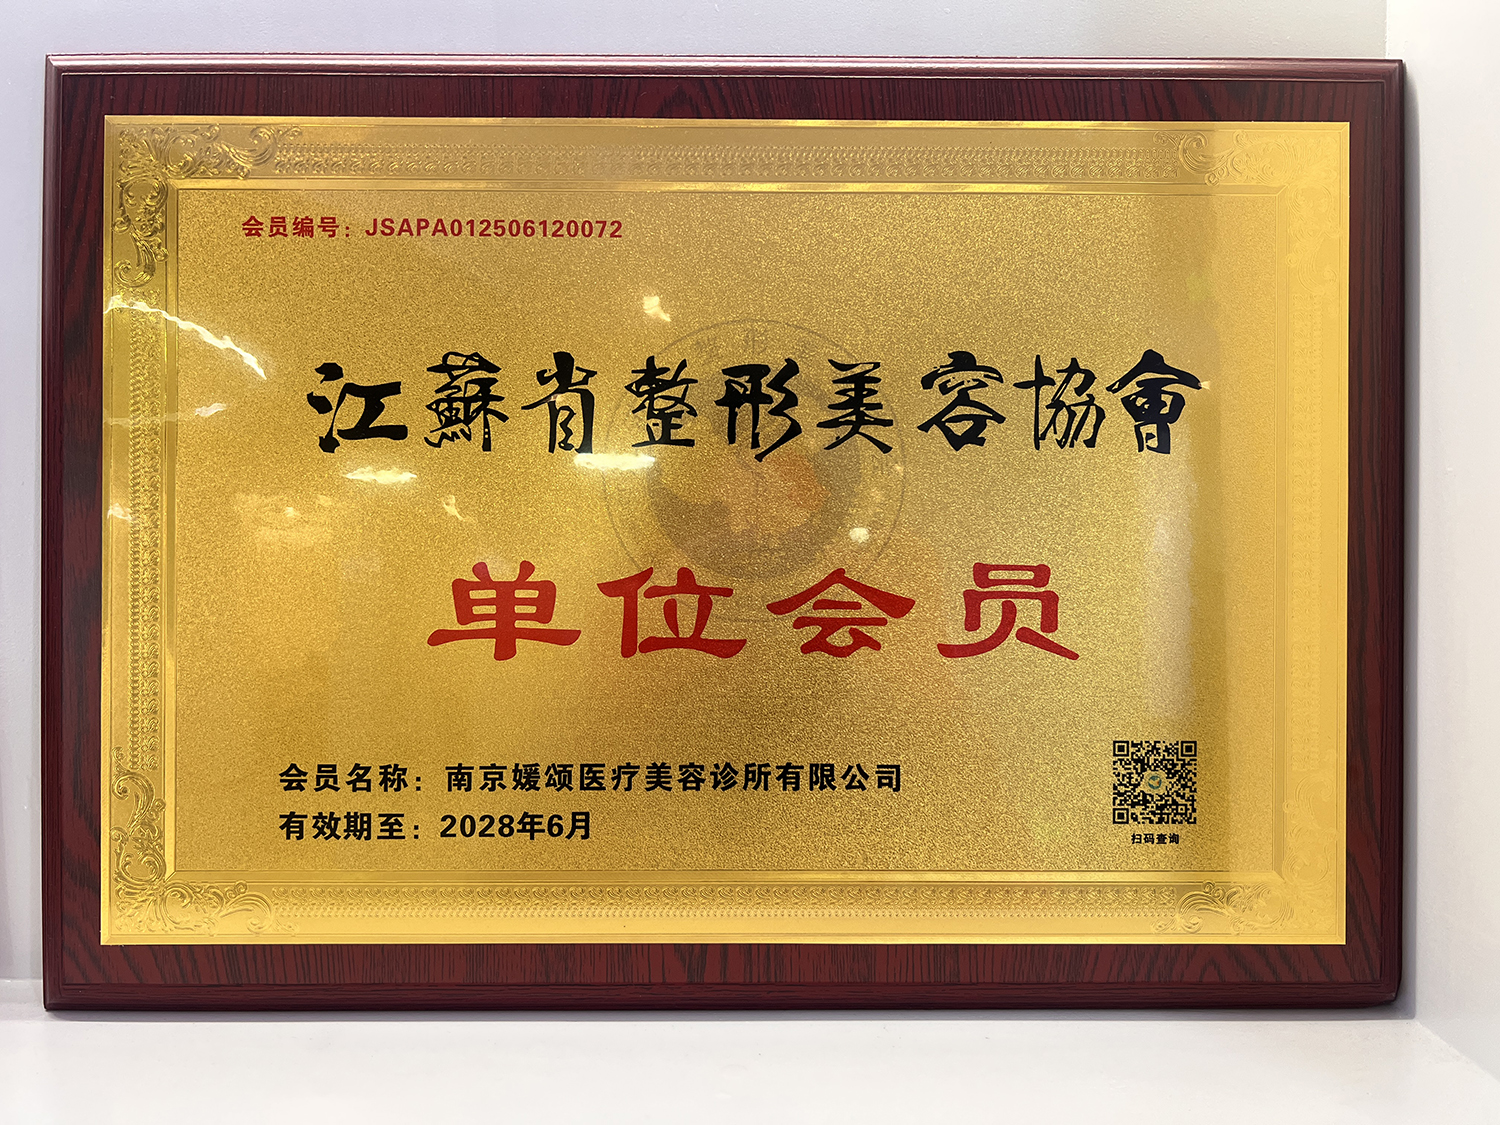 会员编号：JSAPA012506120072
江蘇省整形美容協會
单位会员
会员名称：南京媛颂医疗美容诊所有限公司
有效期至：2028年6月
扫码查询